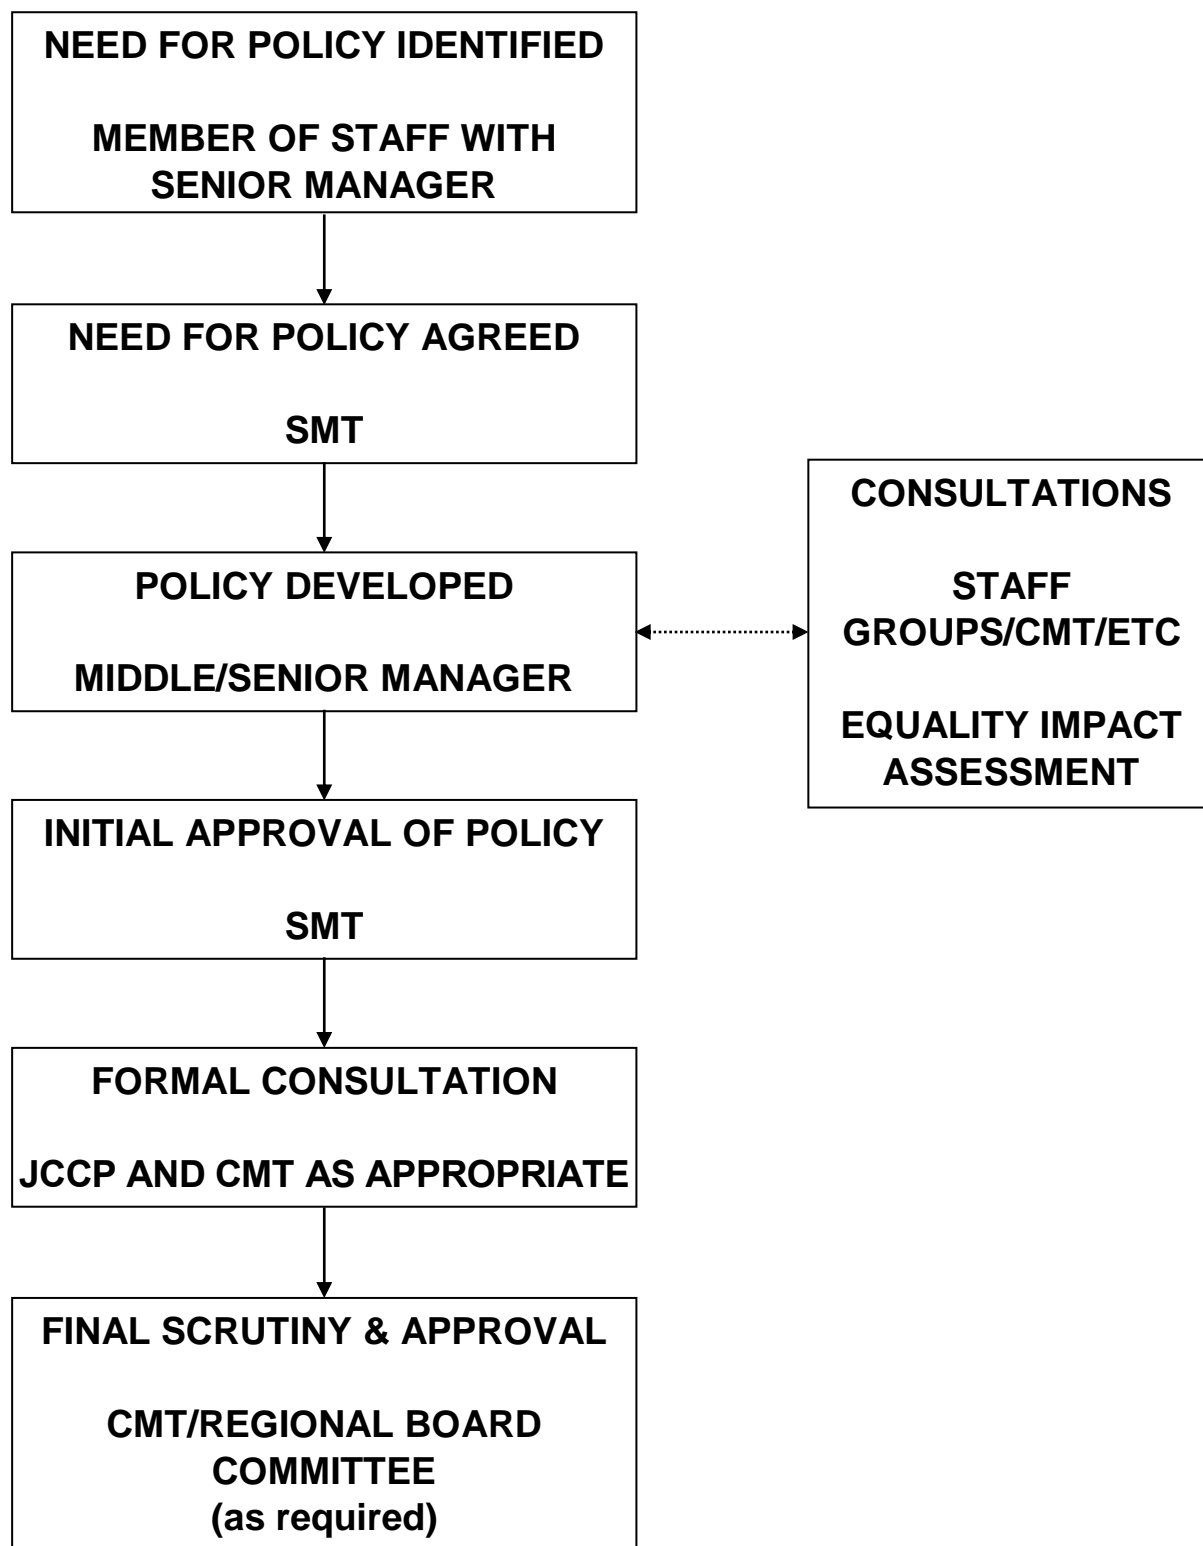 NEED FOR POLICY IDENTIFIED
MEMBER OF STAFF WITH
SENIOR MANAGER
NEED FOR POLICY AGREED
SMT
POLICY DEVELOPED
MIDDLE/SENIOR MANAGER
CONSULTATIONS
STAFF
GROUPS/CMT/ETC
EQUALITY IMPACT
ASSESSMENT
INITIAL APPROVAL OF POLICY
SMT
FORMAL CONSULTATION
JCCP AND CMT AS APPROPRIATE
FINAL SCRUTINY & APPROVAL
CMT/REGIONAL BOARD
COMMITTEE
(as required)